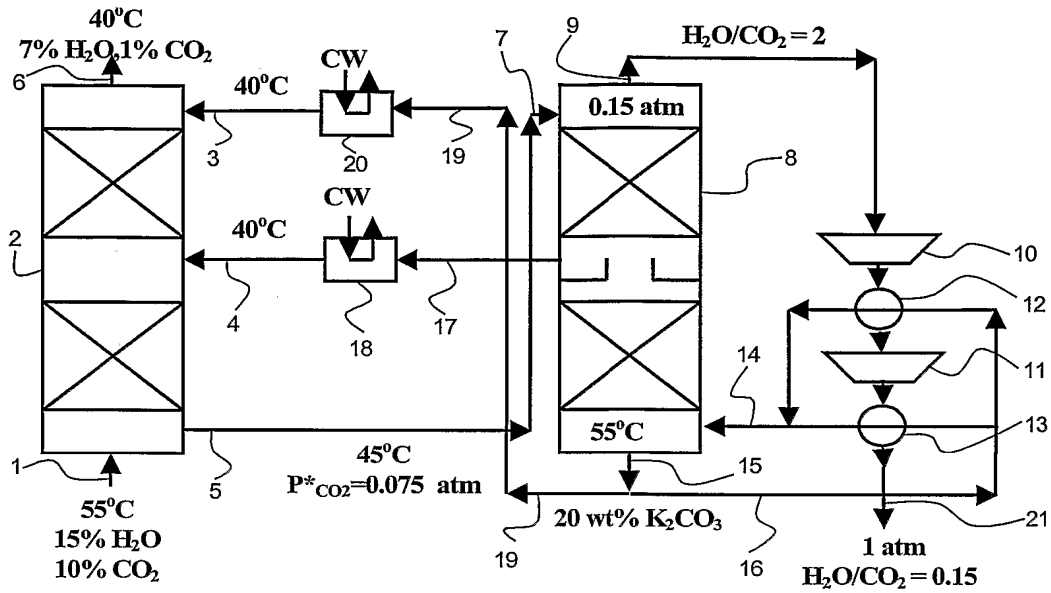 40°C
7% H₂O,1% CO₂
6
CW
40°C
3
20
19
7
9
H₂O/CO₂ = 2
0.15 atm
8
2
CW
40°C
4
18
17
10
12
11
14
13
1
5
45°C
P*CO2=0.075 atm
55°C
15
55°C
15% H₂O
10% CO₂
19
20 wt% K₂CO₃
16
21
1 atm
H₂O/CO₂ = 0.15